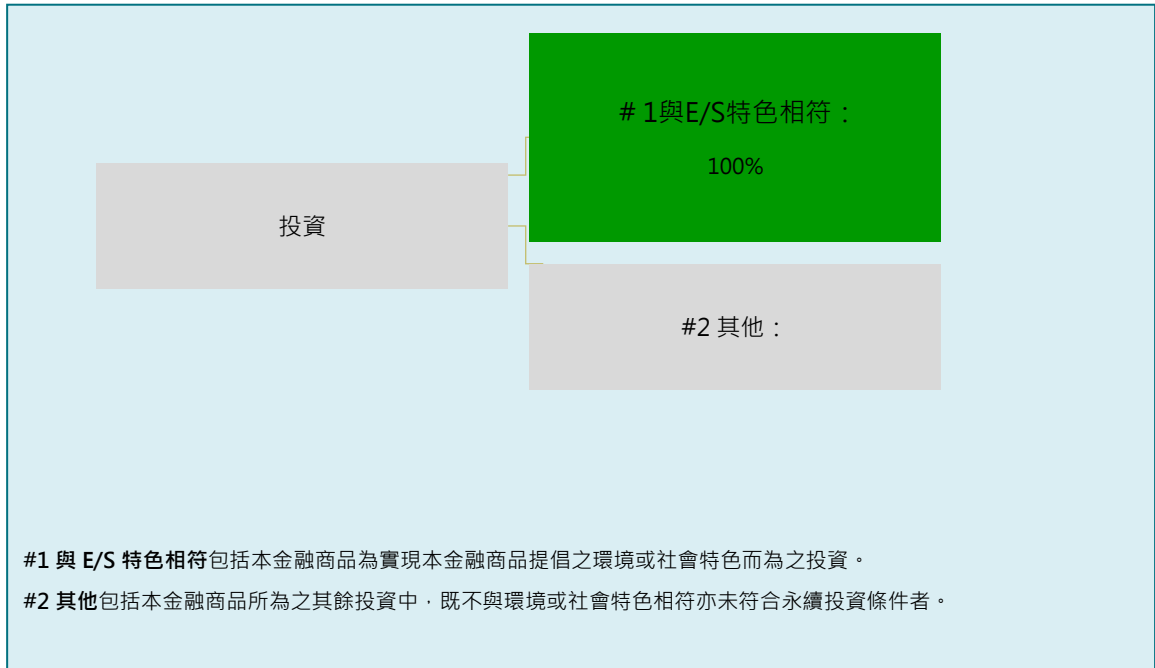 # 1與E/S特色相符：
100%
投資
#2 其他：
#1 與 E/S 特色相符包括本金融商品為實現本金融商品提倡之環境或社會特色而為之投資。
#2 其他包括本金融商品所為之其餘投資中，既不與環境或社會特色相符亦未符合永續投資條件者。